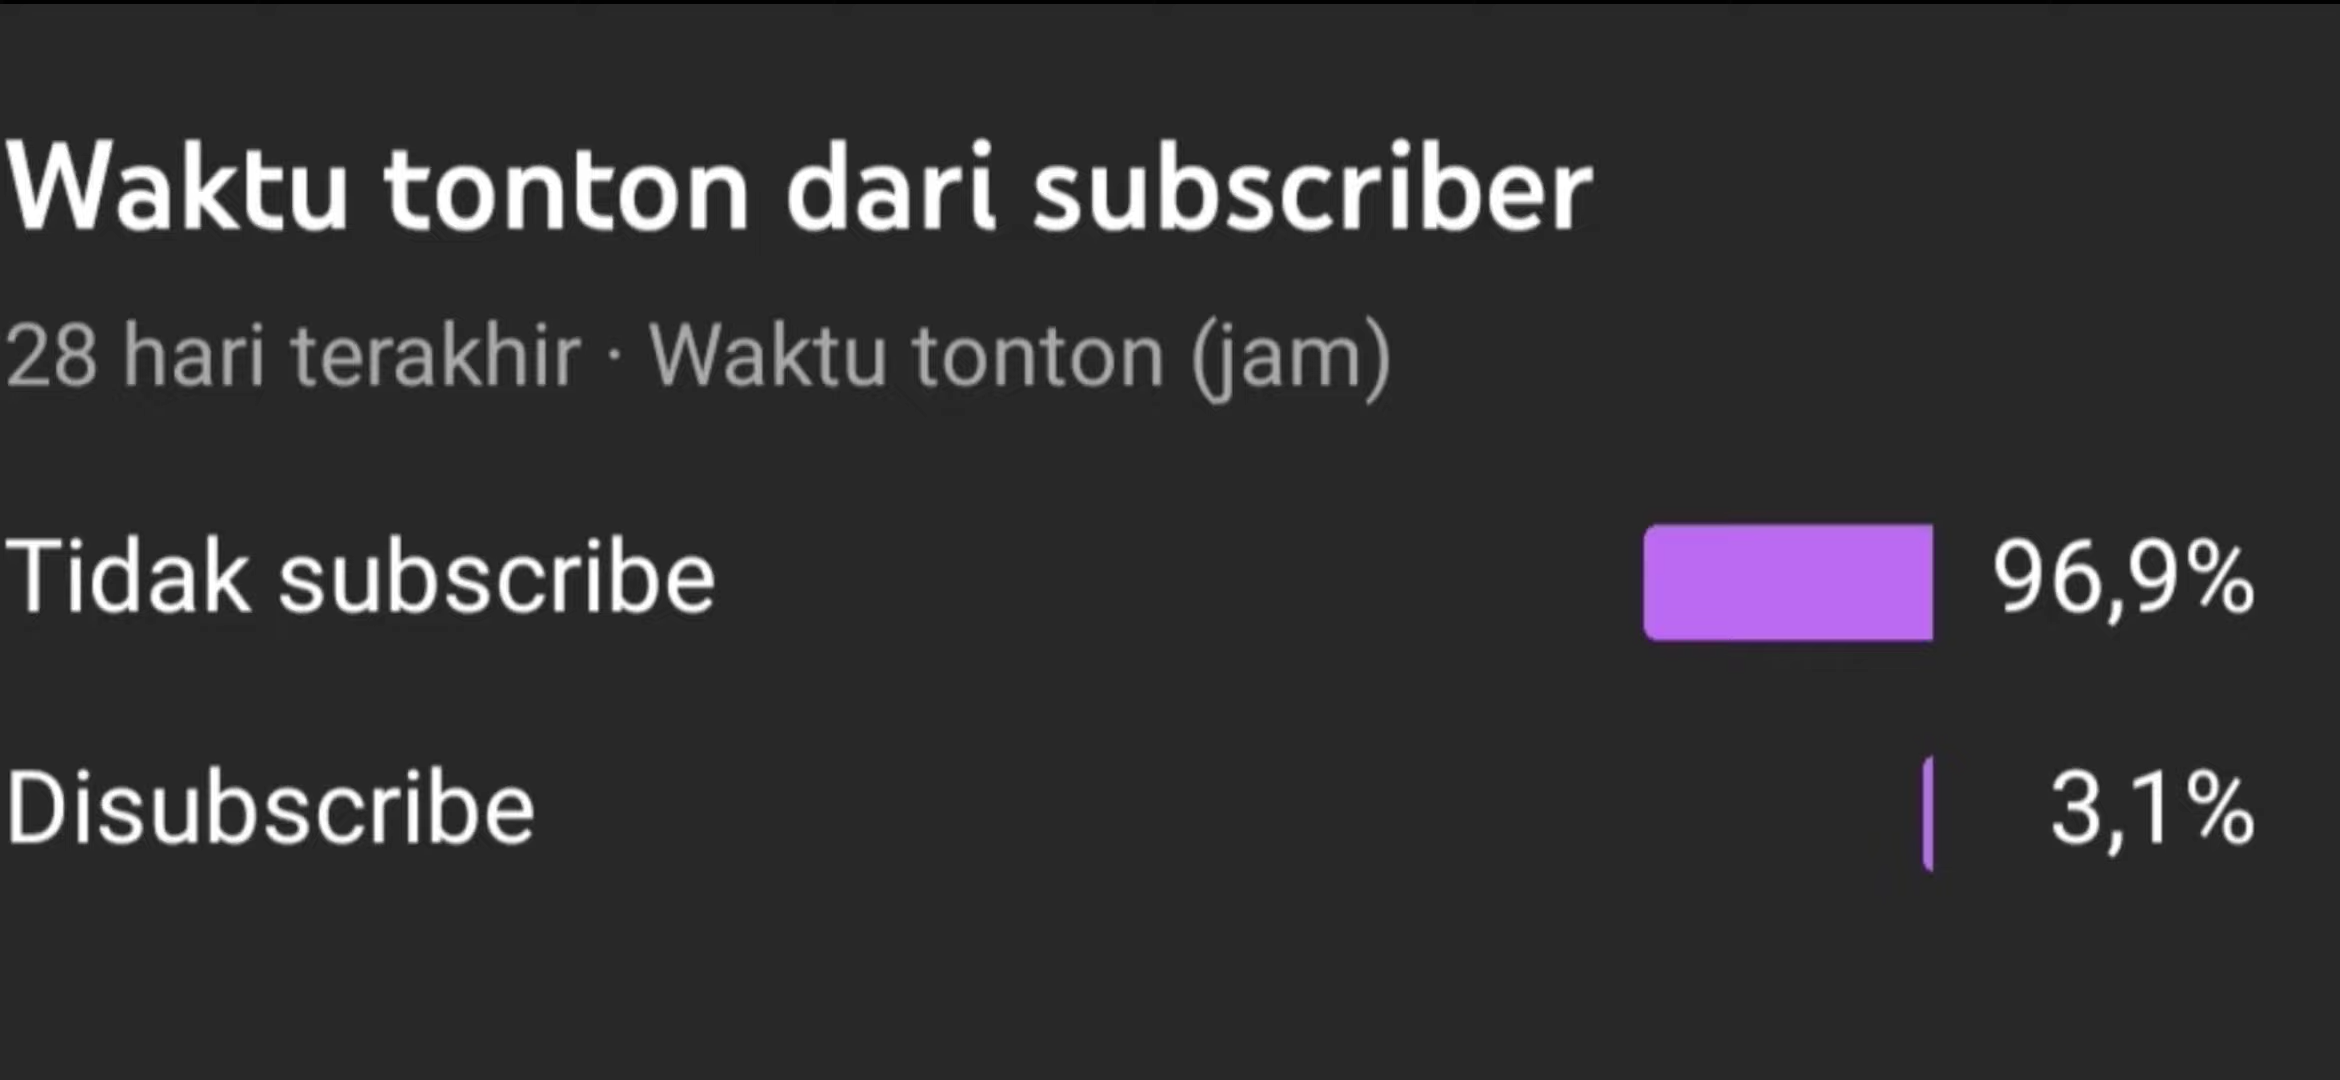 Waktu tonton dari subscriber
28 hari terakhir · Waktu tonton (jam)
Tidak subscribe 96,9%
Disubscribe 3,1%